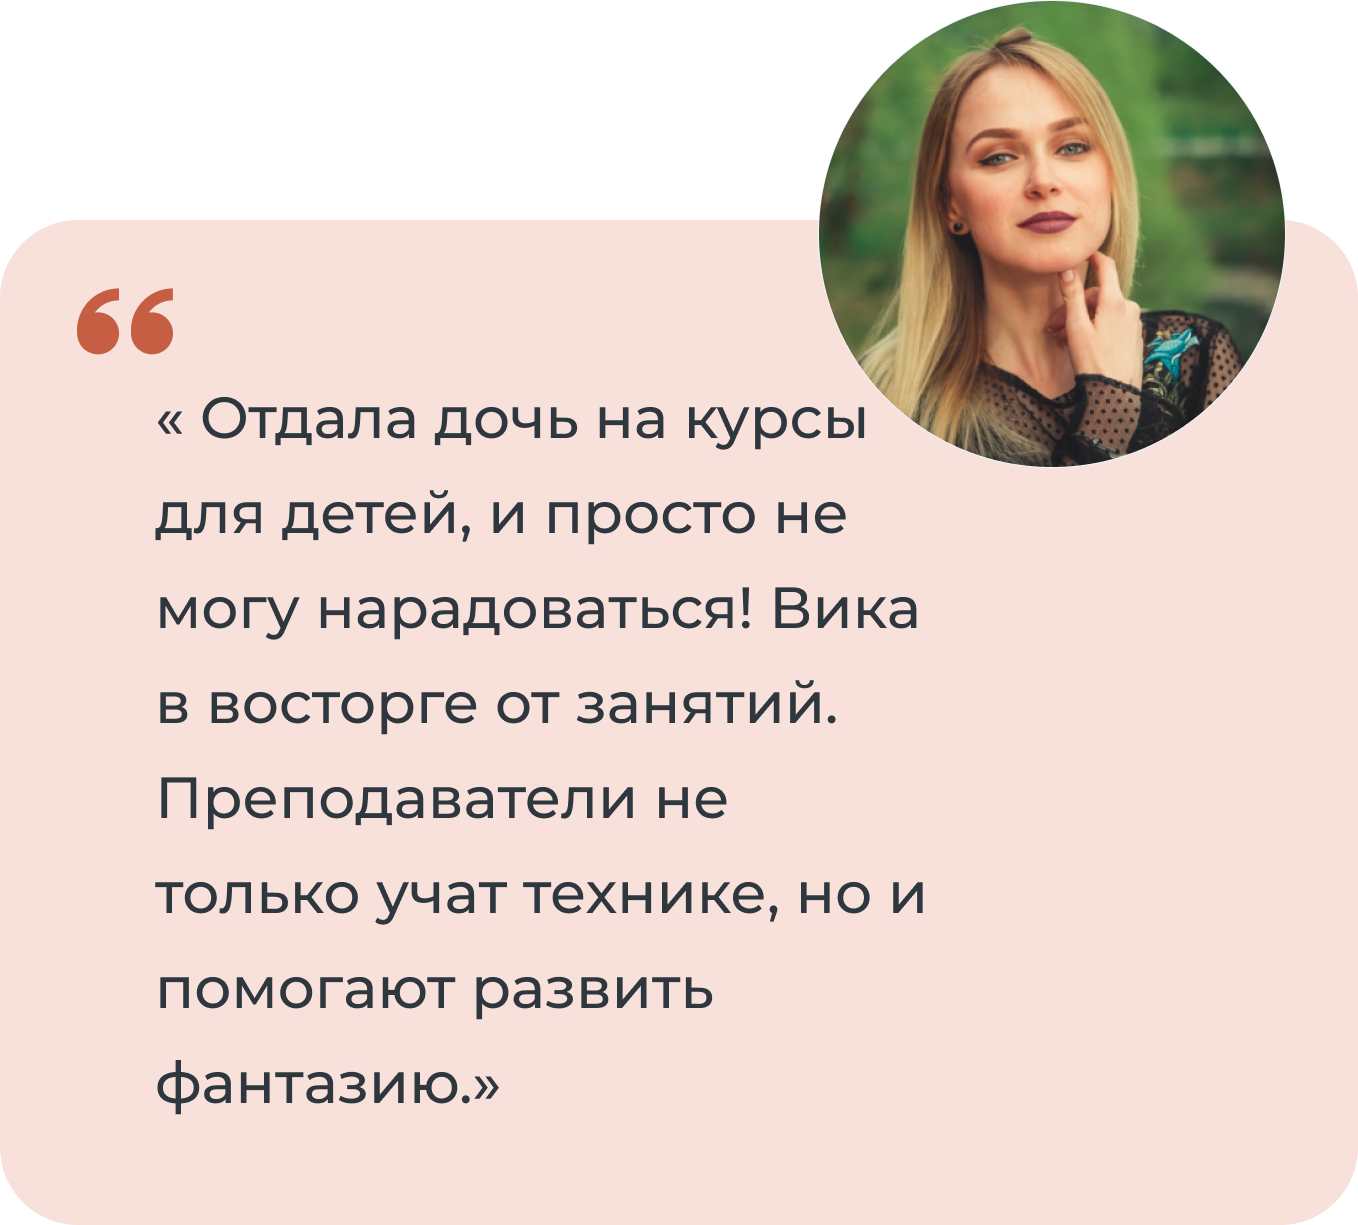 “
« Отдала дочь на курсы
для детей, и просто не
могу нарадоваться! Вика
в восторге от занятий.
Преподаватели не
только учат технике, но и
помогают развить
фантазию.»